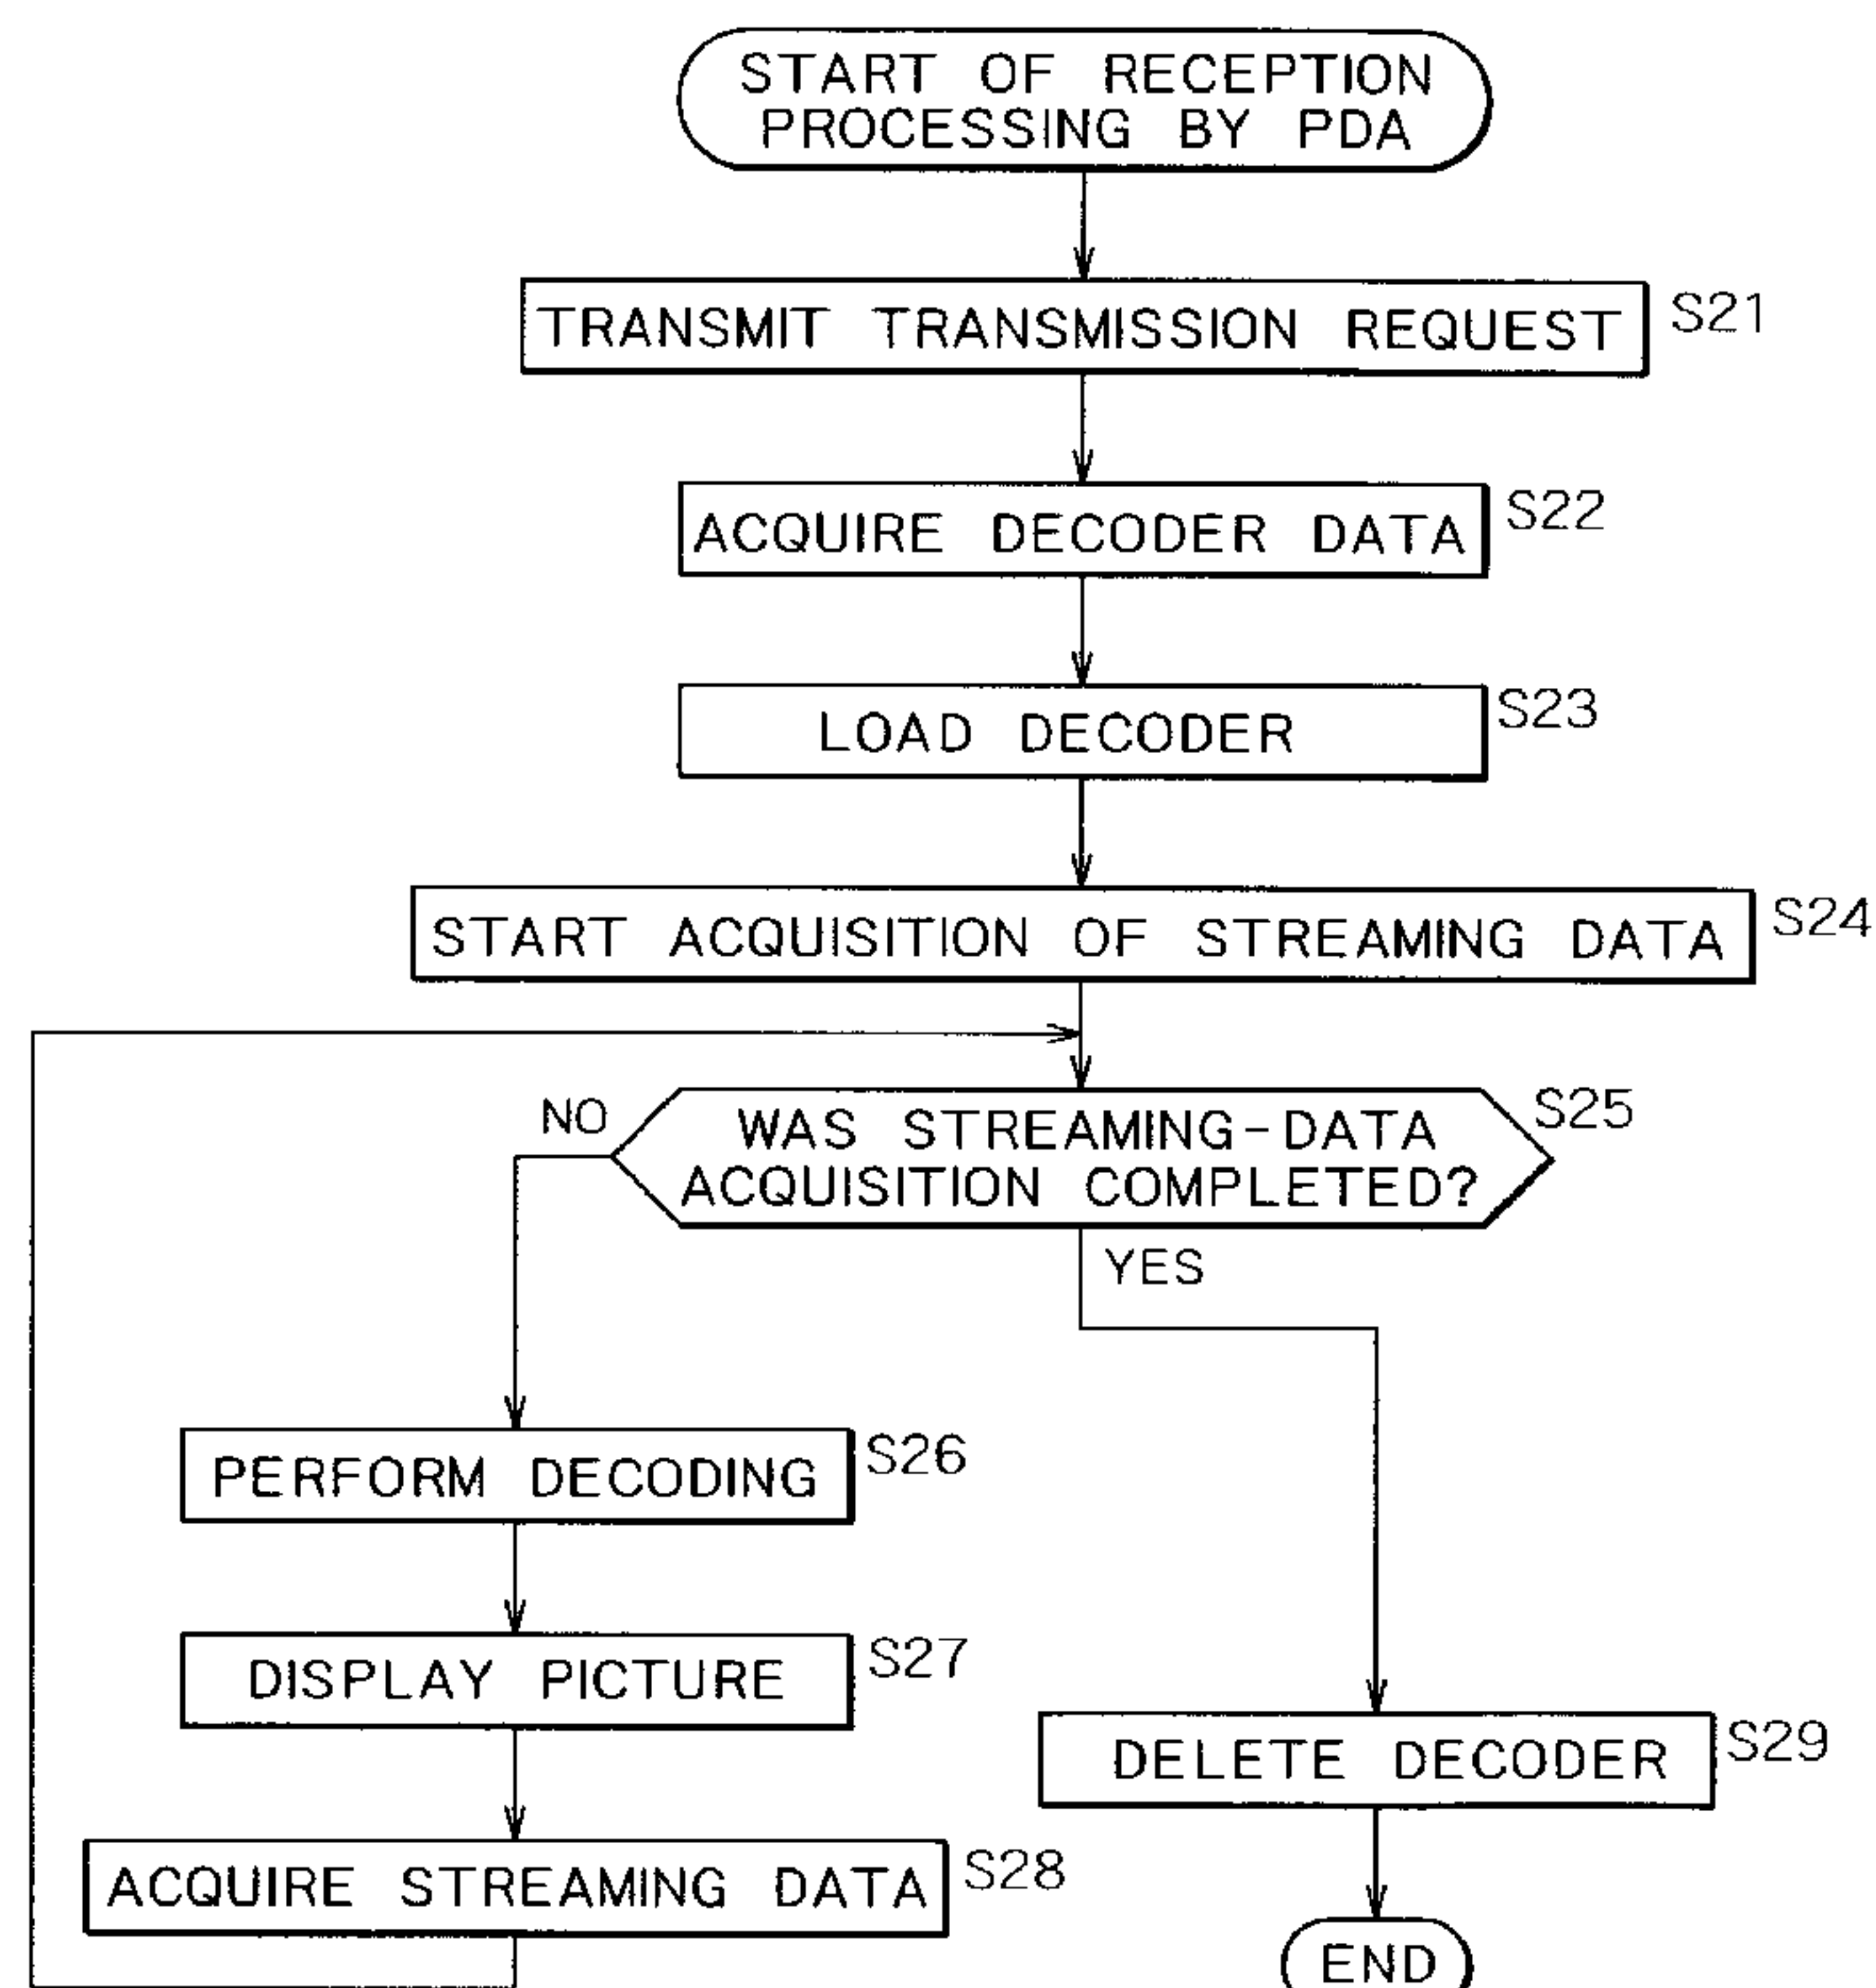 START OF RECEPTION
PROCESSING BY PDA
TRANSMIT TRANSMISSION REQUEST
S21
ACQUIRE DECODER DATA
S22
LOAD DECODER
S23
START ACQUISITION OF STREAMING DATA
S24
NO
WAS STREAMING-DATA
ACQUISITION COMPLETED?
S25
YES
PERFORM DECODING
S26
DISPLAY PICTURE
S27
ACQUIRE STREAMING DATA
S28
DELETE DECODER
S29
END